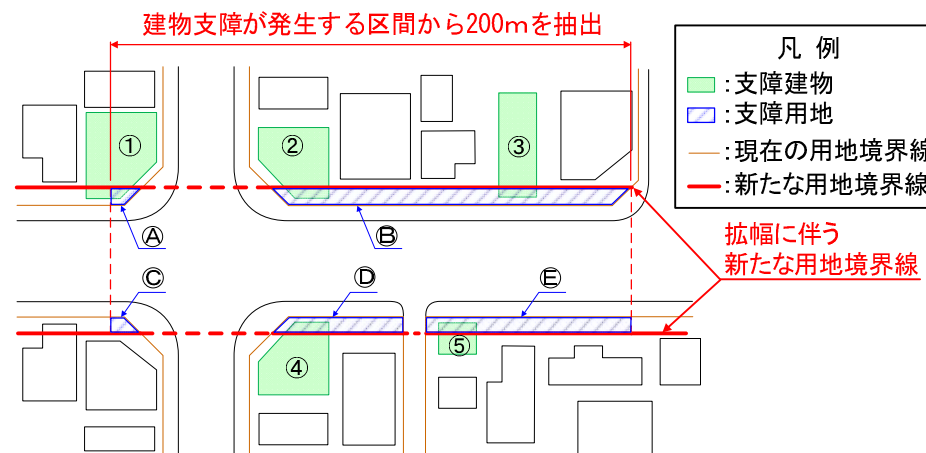 建物支障が発生する区間から200mを抽出
凡 例
:支障建物
:支障用地
:現在の用地境界線
:新たな用地境界線
①
②
③
Ⓐ
Ⓑ
拡幅に伴う
新たな用地境界線
Ⓒ
Ⓓ
Ⓔ
④
⑤